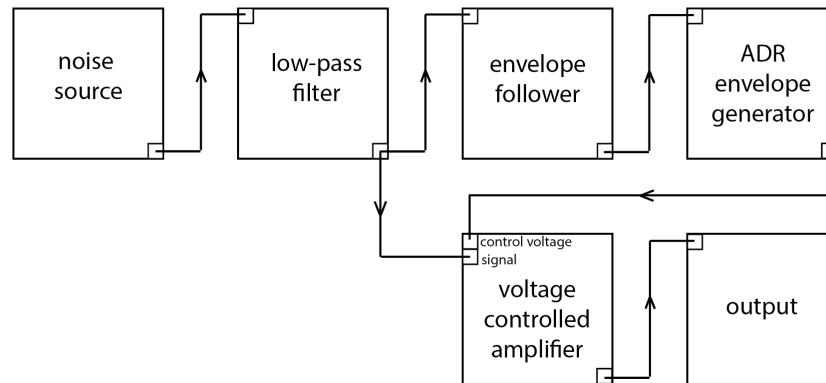 noise
source
low-pass
filter
envelope
follower
ADR
envelope
generator
control voltage
signal
voltage
controlled
amplifier
output